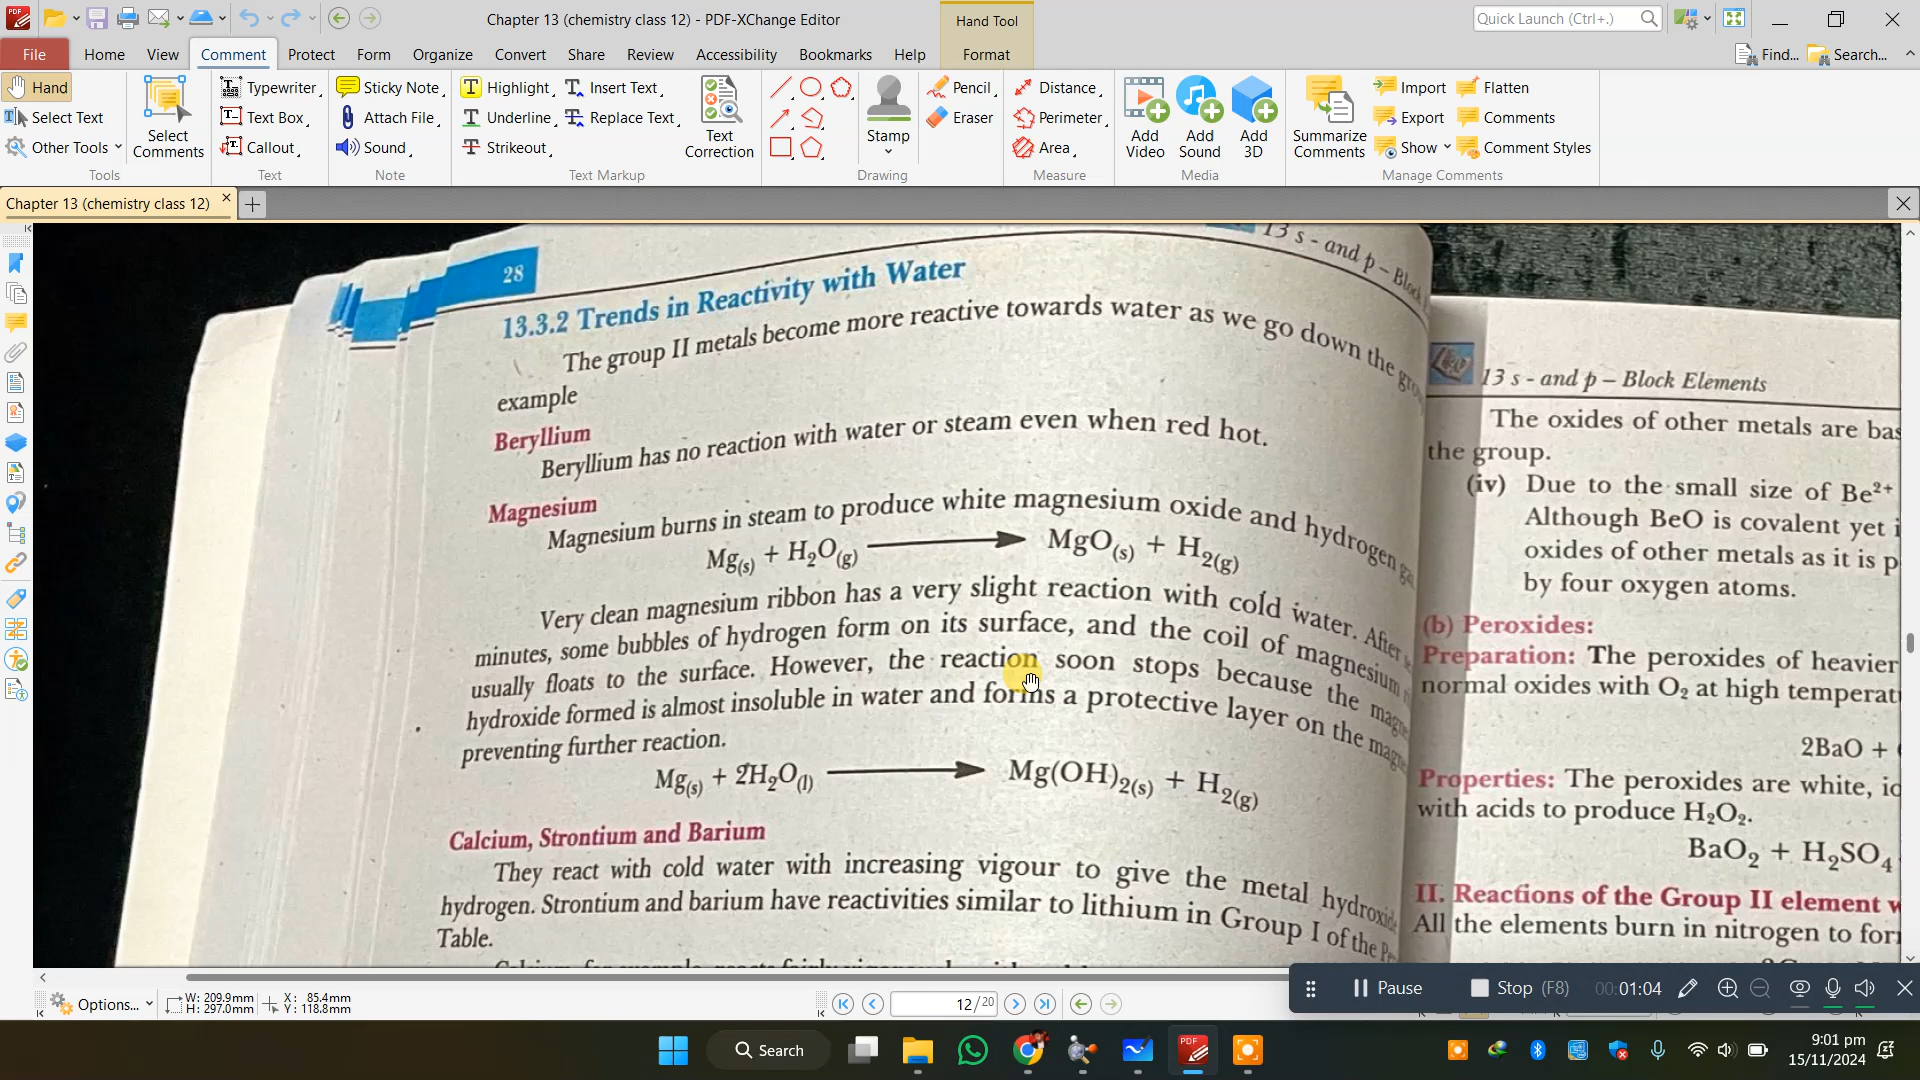 Chapter 13 (chemistry class 12) - PDF-XChange Editor
Hand Tool
Quick Launch (Ctrl+.)
File
Home
View
Comment
Protect
Form
Organize
Convert
Share
Review
Accessibility
Bookmarks
Help
Format
Find...
Search...
Hand
Select Text
Other Tools
Tools
Select Comments
Typewriter
Text Box
Callout
Text
Sticky Note
Attach File
Sound
Note
Highlight
Underline
Strikeout
Insert Text
Replace Text
Text Correction
Text Markup
Stamp
Pencil
Eraser
Drawing
Distance
Perimeter
Area
Measure
Add Video
Add Sound
Add 3D
Media
Summarize Comments
Import
Export
Show
Flatten
Comments
Comment Styles
Manage Comments
Chapter 13 (chemistry class 12)
28
13 s - and p – Block
13.3.2 Trends in Reactivity with Water
The group II metals become more reactive towards water as we go down the
example
Beryllium
Beryllium has no reaction with water or steam even when red hot.
Magnesium
Magnesium burns in steam to produce white magnesium oxide and hydrogen
Mg(s) + H₂O(g) ⟶ MgO(s) + H₂(g)
Very clean magnesium ribbon has a very slight reaction with cold water. After
minutes, some bubbles of hydrogen form on its surface, and the coil of magnesium
usually floats to the surface. However, the reaction soon stops because the
hydroxide formed is almost insoluble in water and forms a protective layer on the
preventing further reaction.
Mg(s) + 2H₂O(l) ⟶ Mg(OH)₂(s) + H₂(g)
Calcium, Strontium and Barium
They react with cold water with increasing vigour to give the metal
hydrogen. Strontium and barium have reactivities similar to lithium in Group I of the
Table.
13 s - and p – Block Elements
The oxides of other metals are bas
the group.
(iv) Due to the small size of Be²⁺
Although BeO is covalent yet i
oxides of other metals as it is p
by four oxygen atoms.
(b) Peroxides:
Preparation: The peroxides of heavier
normal oxides with O₂ at high temperat
2BaO +
Properties: The peroxides are white, io
with acids to produce H₂O₂.
BaO₂ + H₂SO₄
II. Reactions of the Group II element w
All the elements burn in nitrogen to for
Options...
W: 209.9mm
H: 297.0mm
X: 85.4mm
Y: 118.8mm
12 / 20
Pause
Stop (F8)
00:01:04
Search
9:01 pm
15/11/2024